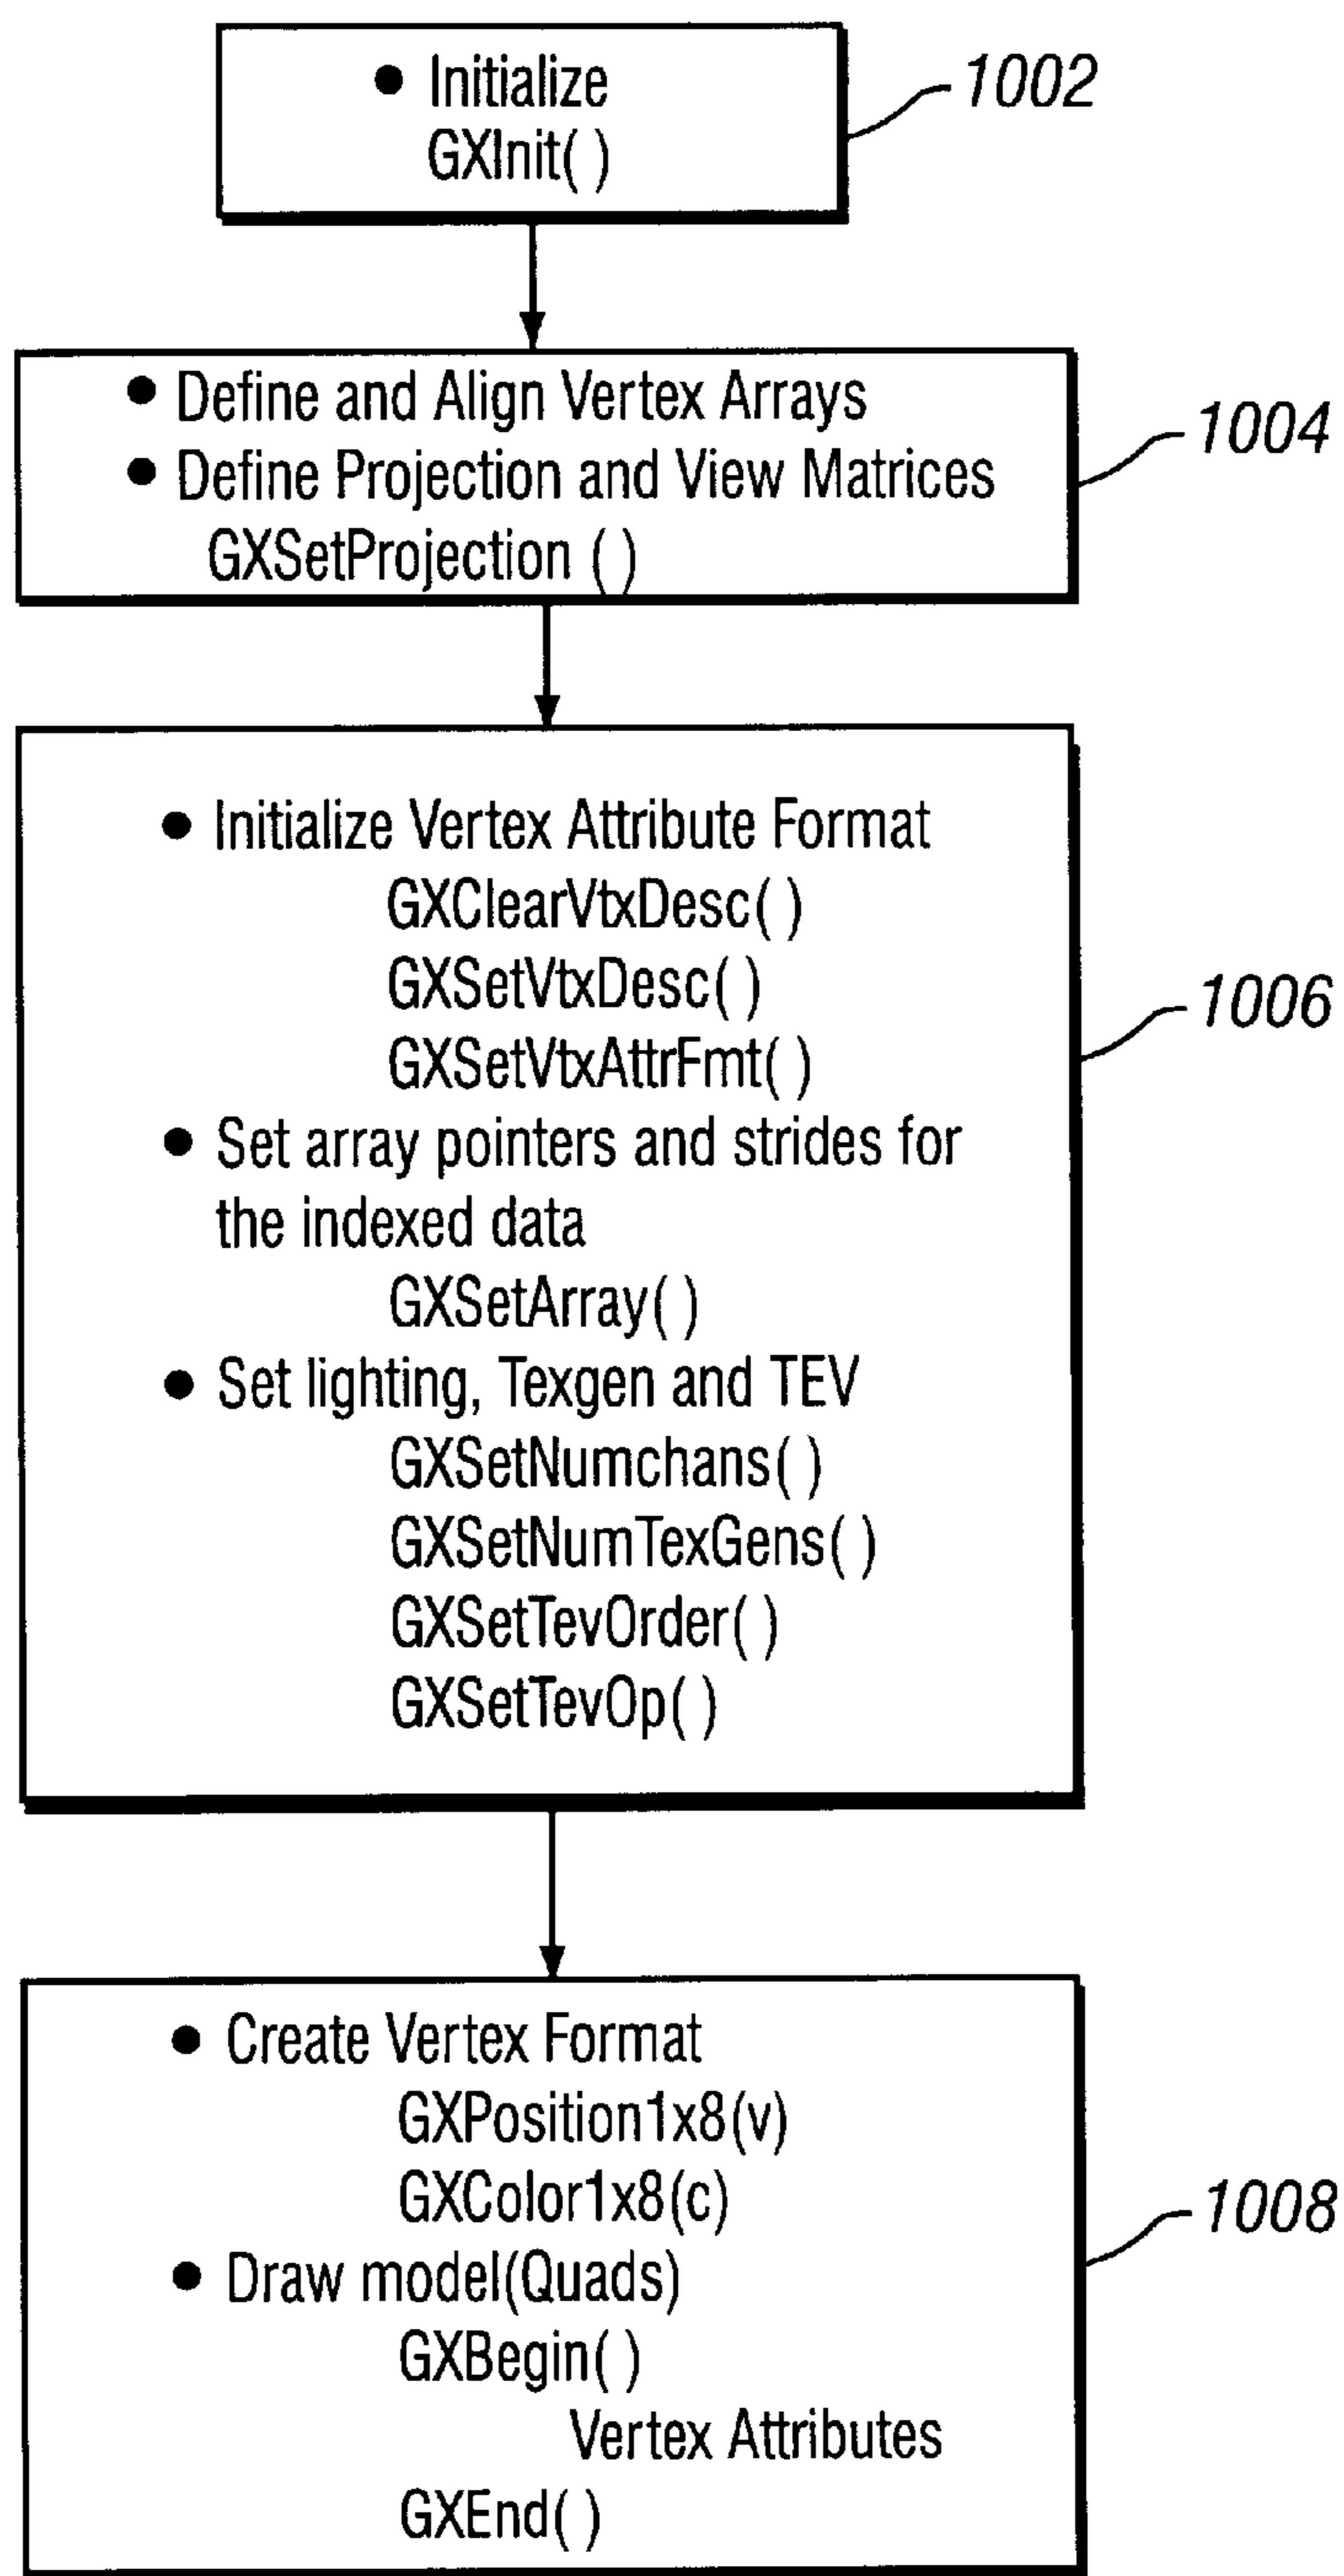 • Initialize
GXInit( )
1002
• Define and Align Vertex Arrays
• Define Projection and View Matrices
GXSetProjection ( )
1004
• Initialize Vertex Attribute Format
GXClearVtxDesc( )
GXSetVtxDesc( )
GXSetVtxAttrFmt( )
• Set array pointers and strides for
the indexed data
GXSetArray( )
• Set lighting, Texgen and TEV
GXSetNumchans( )
GXSetNumTexGens( )
GXSetTevOrder( )
GXSetTevOp( )
1006
• Create Vertex Format
GXPosition1x8(v)
GXColor1x8(c)
• Draw model(Quads)
GXBegin( )
Vertex Attributes
GXEnd( )
1008